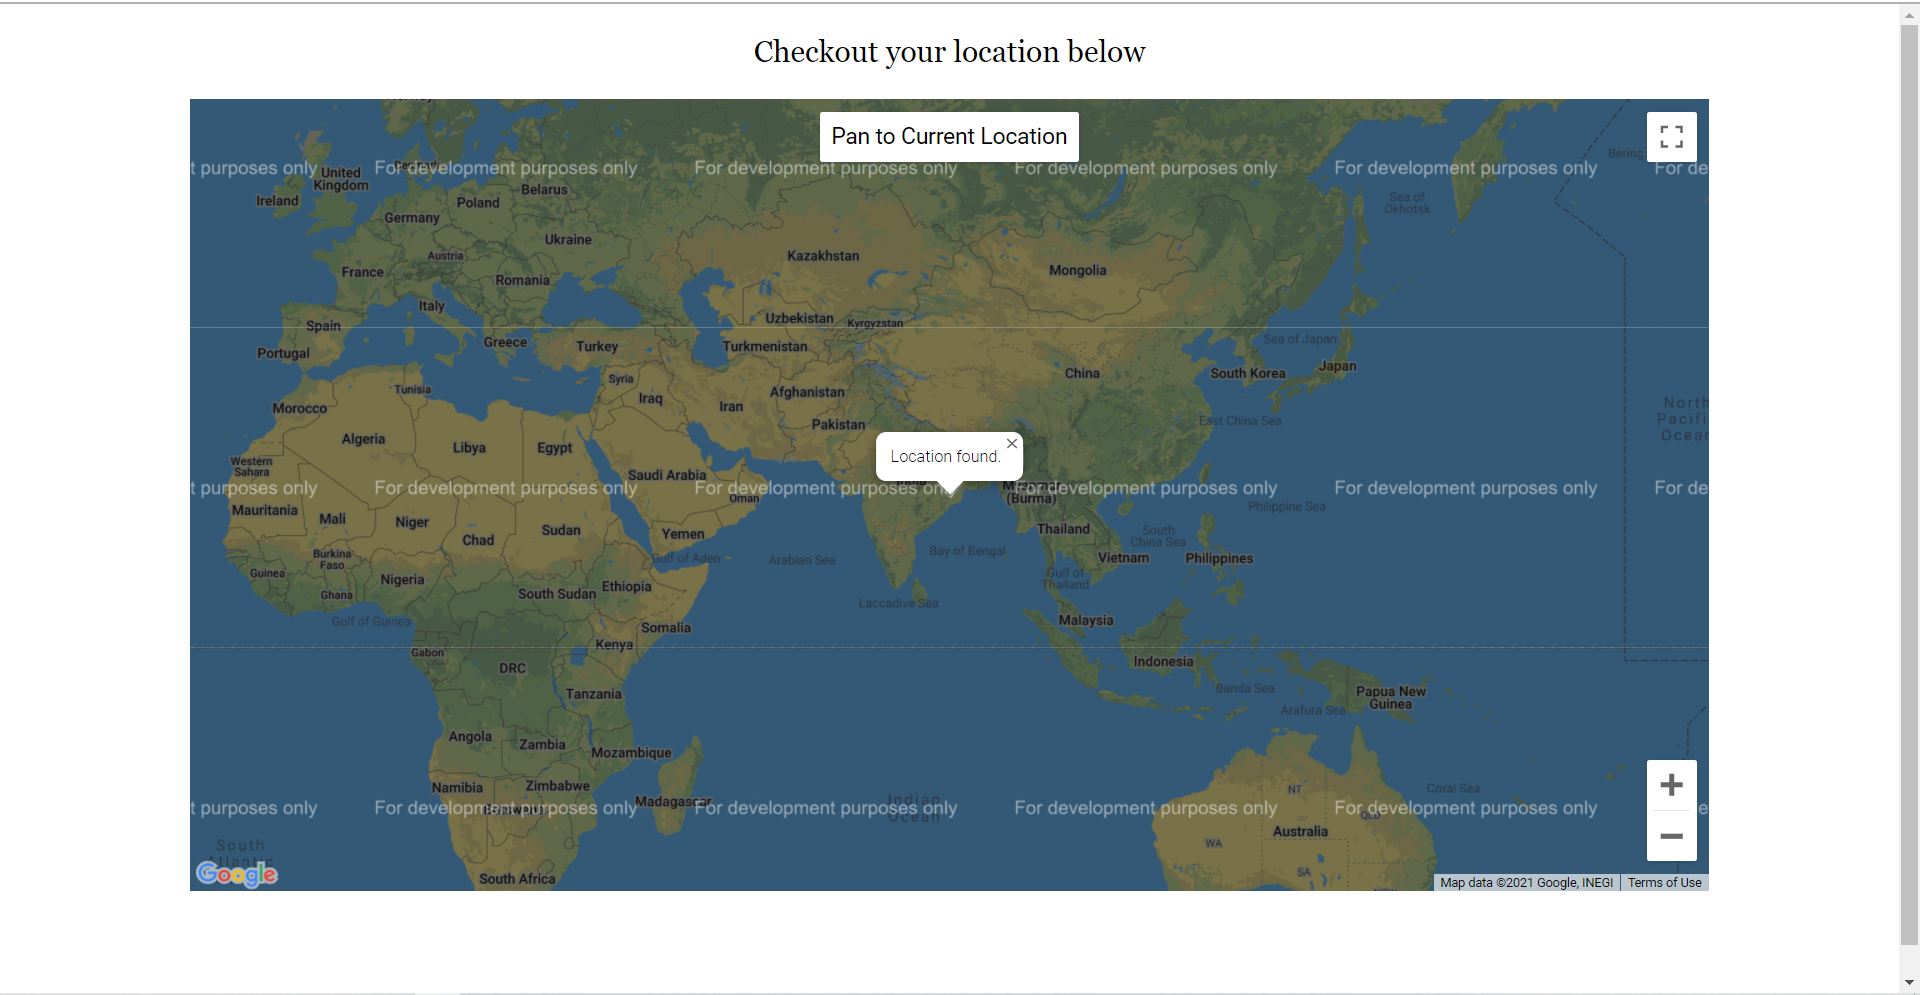 Checkout your location below
Pan to Current Location
t purposes only
For development purposes only
For development purposes only
For development purposes only
For development purposes only
For de
Bering
United
Kingdom
Ireland
Belarus
Poland
Germany
Sea of
Okhotsk
Ukraine
Austria
Kazakhstan
France
Mongolia
Romania
Italy
Uzbekistan
Kyrgyzstan
Spain
Greece
Turkey
Turkmenistan
Sea of Japan
Portugal
Japan
South Korea
China
Syria
Tunisia
Afghanistan
Iraq
Iran
Morocco
North
Pacifi
Ocear
Pakistan
East China Sea
Algeria
Libya
Egypt
Location found.
Western
Sahara
Saudi Arabia
India
Myanmar
(Burma)
t purposes only
For development purposes only
For development purposes only
For development purposes only
For development purposes only
For de
Oman
Mauritania
Mali
Niger
Philippine Sea
Sudan
Chad
Yemen
Thailand
South
China Sea
Burkina
Faso
Gulf of Aden
Arabian Sea
Bay of Bengal
Vietnam
Philippines
Guinea
Nigeria
Ethiopia
Gulf of
Thailand
Ghana
South Sudan
Laccadive Sea
Gulf of Guinea
Somalia
Malaysia
Kenya
Gabon
DRC
Indonesia
Tanzania
Banda Sea
Papua New
Guinea
Arafura Sea
Angola
Zambia
Mozambique
Namibia
Zimbabwe
NT
Coral Sea
Madagascar
Botswana
Indian
Ocean
t purposes only
For development purposes only
For development purposes only
For development purposes only
For development purposes only
e
QLD
Australia
WA
South
Atlantic
SA
South Africa
Google
Map data ©2021 Google, INEGI
Terms of Use